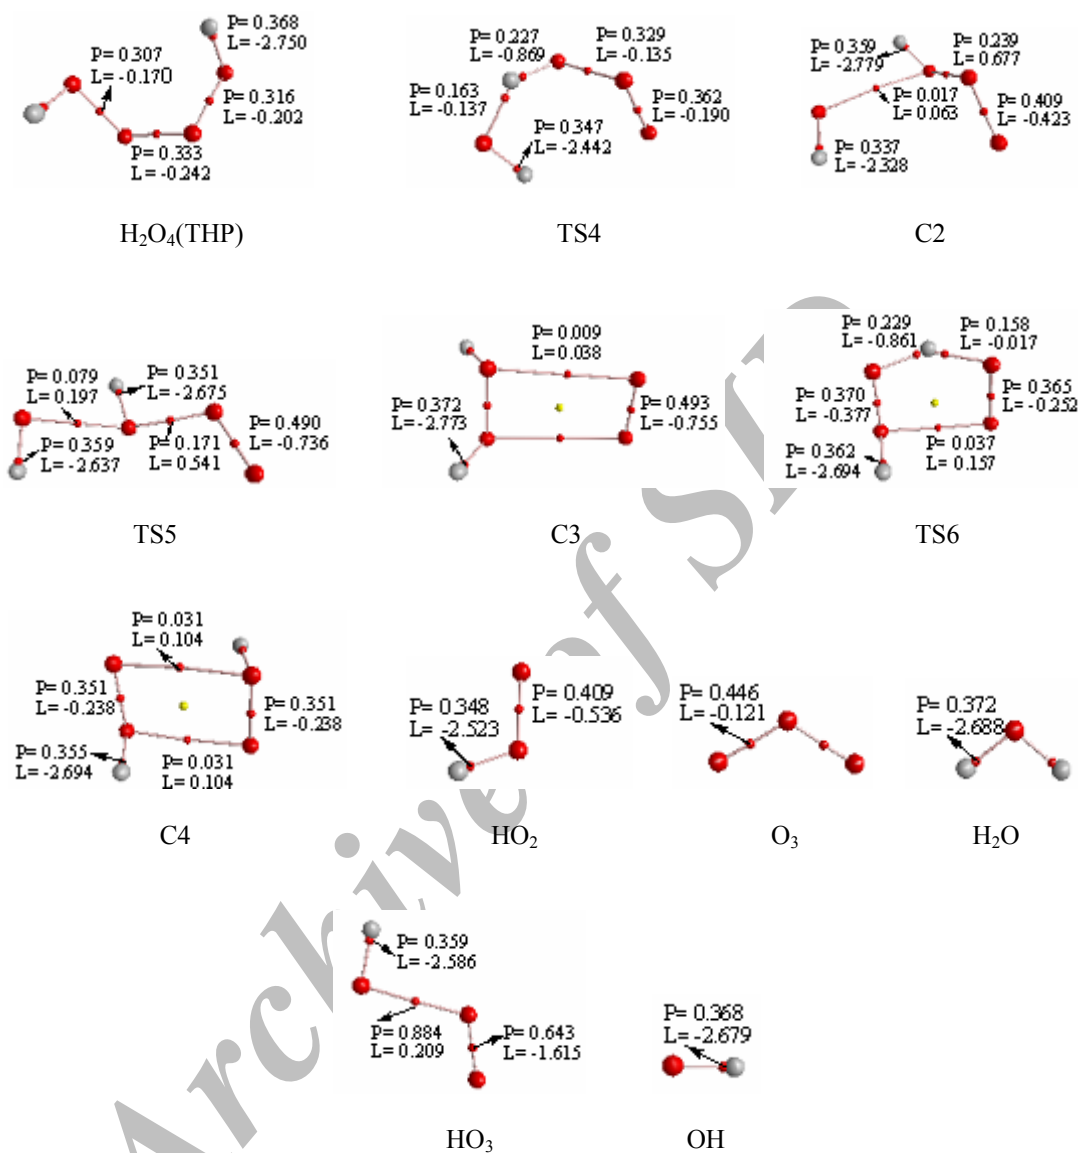 P= 0.307
L= -0.170
P= 0.368
L= -2.750
P= 0.316
L= -0.202
P= 0.333
L= -0.242
H₂O₄(THP)
P= 0.227
L= -0.869
P= 0.329
L= -0.135
P= 0.163
L= -0.137
P= 0.362
L= -0.190
P= 0.347
L= -2.442
TS4
P= 0.359
L= -2.779
P= 0.239
L= 0.677
P= 0.017
L= 0.063
P= 0.409
L= -0.423
P= 0.337
L= -2.328
C2
P= 0.079
L= 0.197
P= 0.351
L= -2.675
P= 0.359
L= -2.637
P= 0.171
L= 0.541
P= 0.490
L= -0.736
TS5
P= 0.009
L= 0.038
P= 0.372
L= -2.773
P= 0.493
L= -0.755
C3
P= 0.229
L= -0.861
P= 0.158
L= -0.017
P= 0.370
L= -0.377
P= 0.365
L= -0.252
P= 0.362
L= -2.694
P= 0.037
L= 0.157
TS6
P= 0.031
L= 0.104
P= 0.351
L= -0.238
P= 0.351
L= -0.238
P= 0.355
L= -2.694
P= 0.031
L= 0.104
C4
P= 0.348
L= -2.523
P= 0.409
L= -0.536
HO₂
P= 0.446
L= -0.121
O₃
P= 0.372
L= -2.688
H₂O
P= 0.359
L= -2.586
P= 0.884
L= 0.209
P= 0.643
L= -1.615
HO₃
P= 0.368
L= -2.679
OH
Archive of